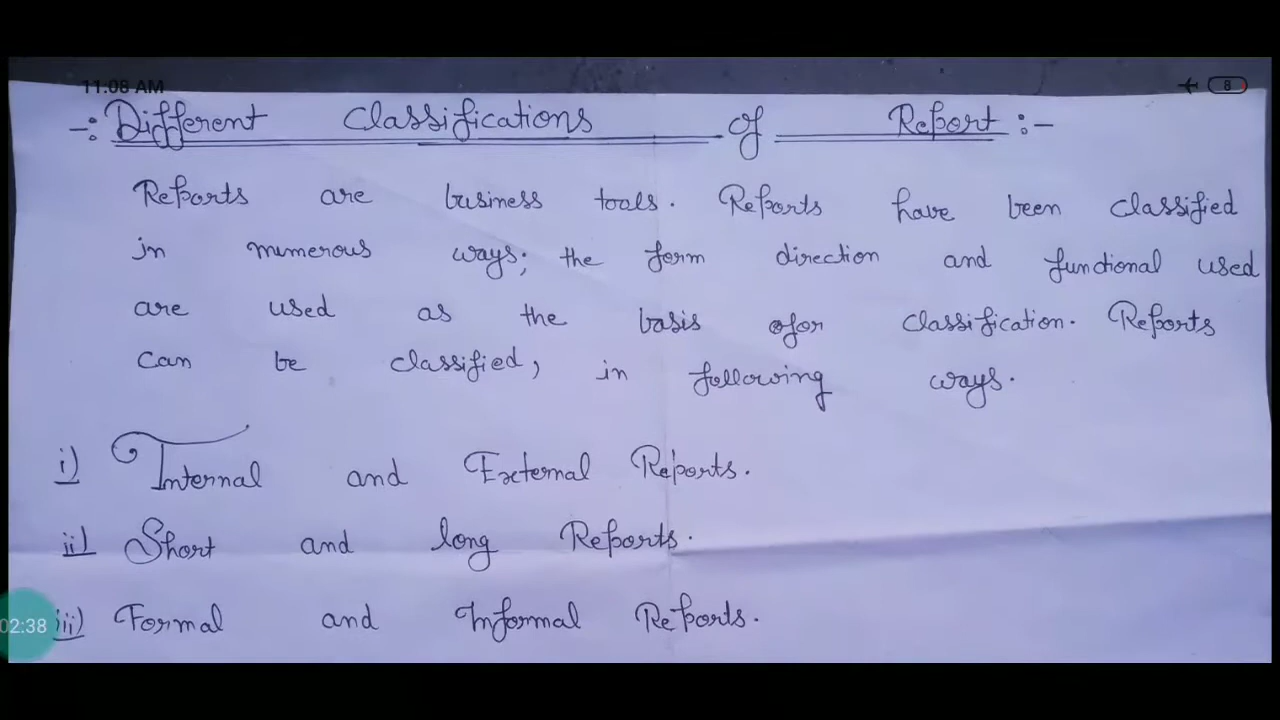 11:08 AM
8
-: Different Classifications of Report :-
Reports are business tools. Reports have been classified
in numerous ways; the form direction and functional used
are used as the basis ofor classification. Reports
Can be classified, in following ways.
i) Internal and External Reports.
ii) Short and long Reports.
iii) Formal and Informal Reports.
02:38